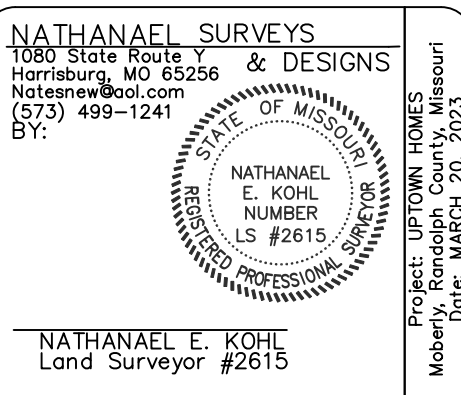 NATHANAEL SURVEYS
& DESIGNS
1080 State Route Y
Harrisburg, MO 65256
Natesnew@aol.com
(573) 499-1241
BY:
STATE OF MISSOURI
NATHANAEL
E. KOHL
NUMBER
LS #2615
REGISTERED PROFESSIONAL SURVEYOR
NATHANAEL E. KOHL
Land Surveyor #2615
Project: UPTOWN HOMES
Moberly, Randolph County, Missouri
Date: MARCH 20, 2023